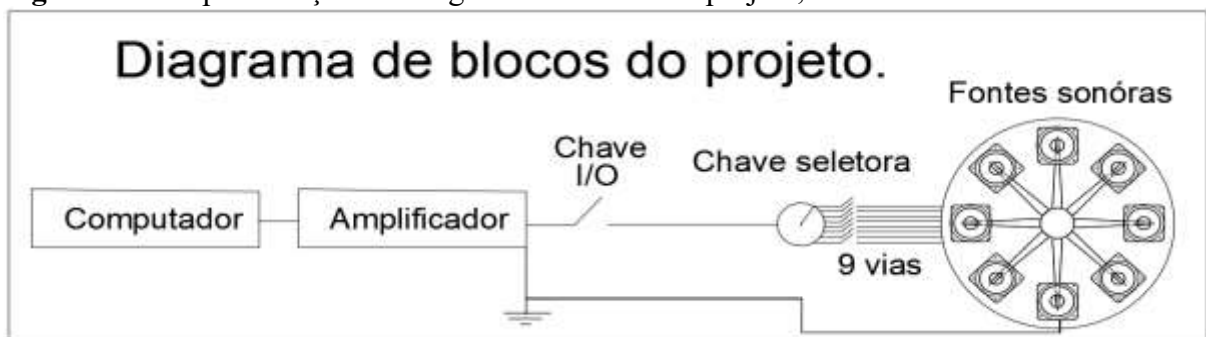 Diagrama de blocos do projeto.
Fontes sonóras
Chave
I/O
Chave seletora
Computador
Amplificador
9 vias